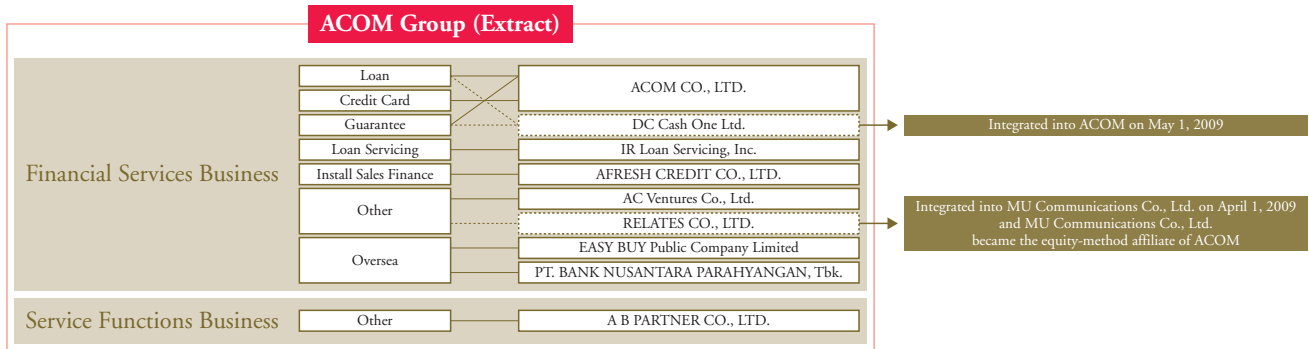 ACOM Group (Extract)
Financial Services Business
Loan
Credit Card
Guarantee
Loan Servicing
Install Sales Finance
Other
Oversea
ACOM CO., LTD.
DC Cash One Ltd.
IR Loan Servicing, Inc.
AFRESH CREDIT CO., LTD.
AC Ventures Co., Ltd.
RELATES CO., LTD.
EASY BUY Public Company Limited
PT. BANK NUSANTARA PARAHYANGAN, Tbk.
Integrated into ACOM on May 1, 2009
Integrated into MU Communications Co., Ltd. on April 1, 2009
and MU Communications Co., Ltd.
became the equity-method affiliate of ACOM
Service Functions Business
Other
A B PARTNER CO., LTD.